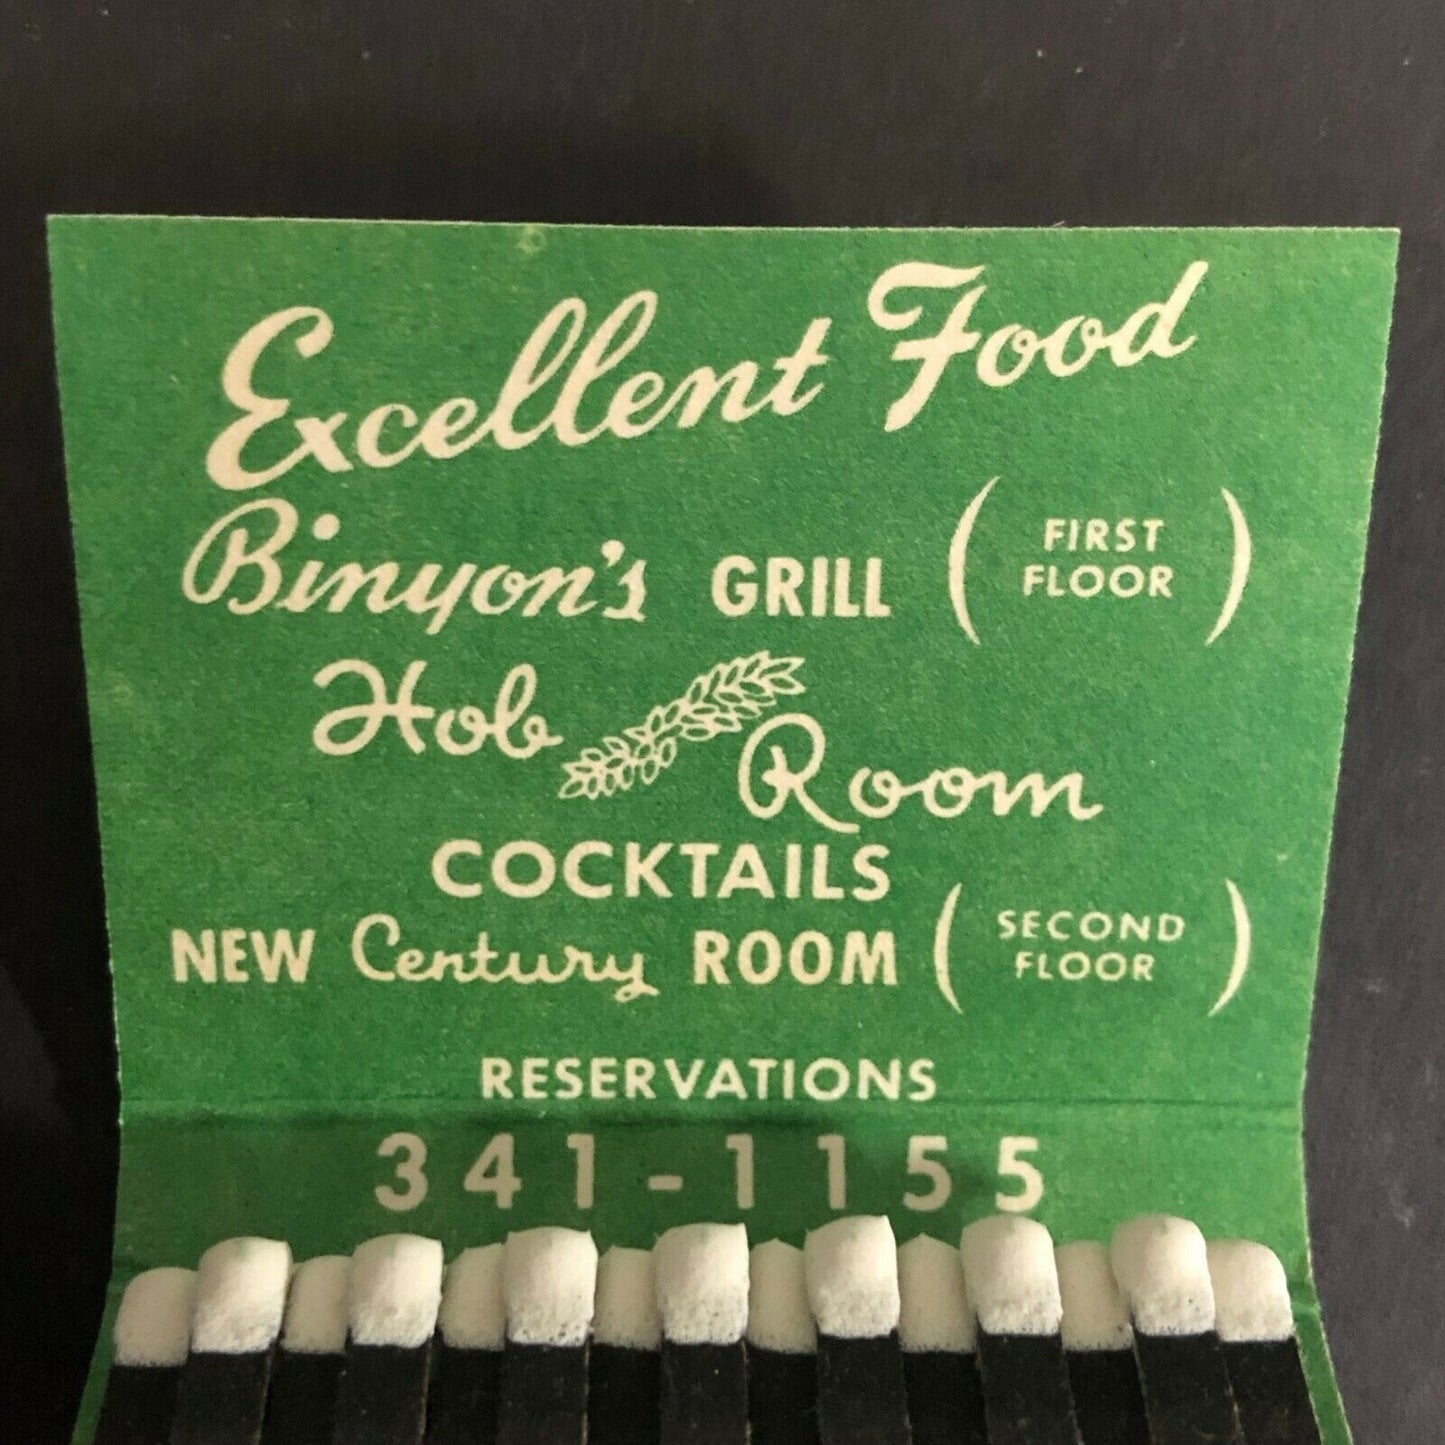 Excellent Food
Binyon's GRILL ( FIRST FLOOR )
Hob Room
COCKTAILS
NEW Century ROOM ( SECOND FLOOR )
RESERVATIONS
341-1155